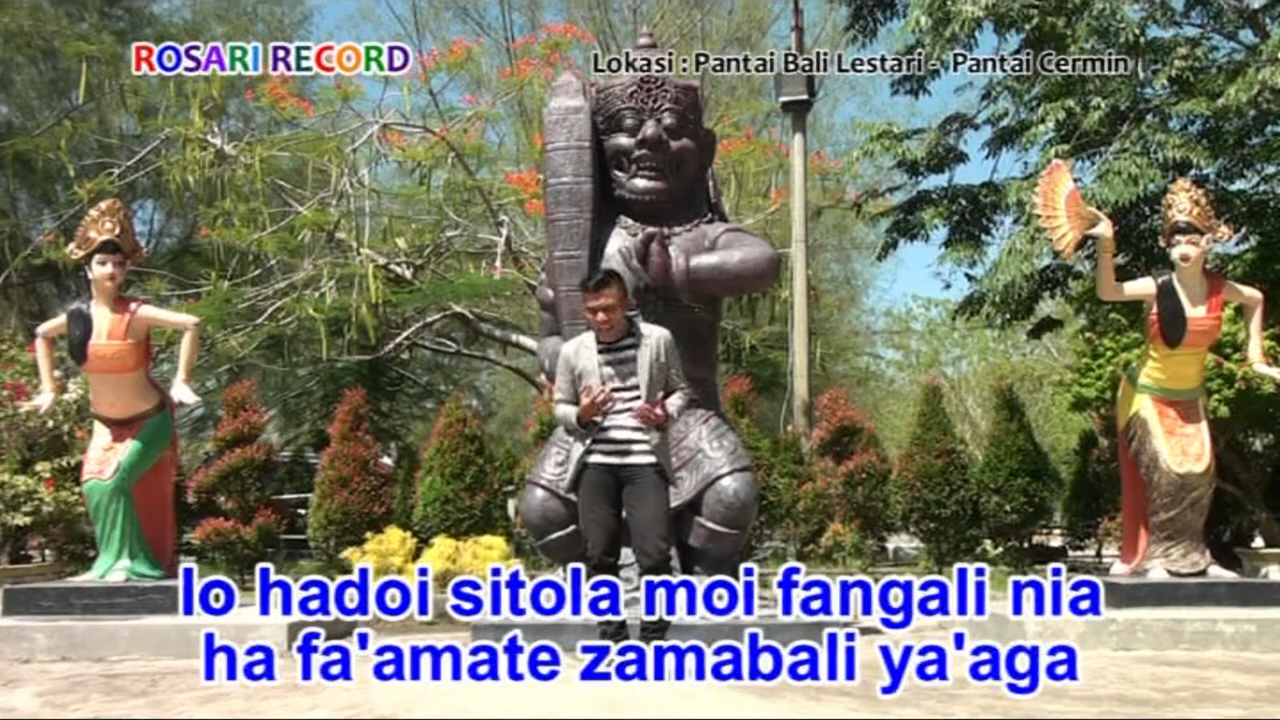 ROSARI RECORD
Lokasi : Pantai Bali Lestari - Pantai Cermin
lo hadoi sitola moi fangali nia
ha fa'amate zamabali ya'aga